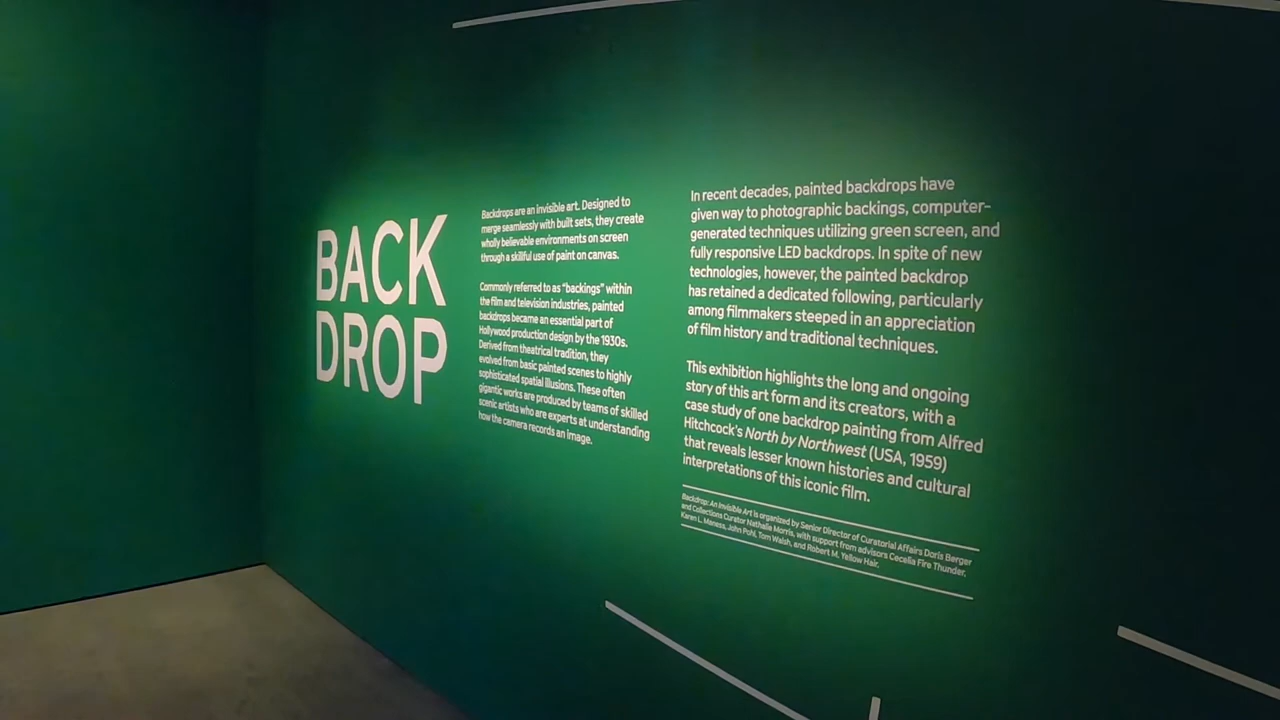 BACK
DROP
Backdrops are an invisible art. Designed to
merge seamlessly with built sets, they create
wholly believable environments on screen
through a skillful use of paint on canvas.
Commonly referred to as “backings” within
the film and television industries, painted
backdrops became an essential part of
Hollywood production design by the 1930s.
Derived from theatrical tradition, they
evolved from basic painted scenes to highly
sophisticated spatial illusions. These often
gigantic works are produced by teams of skilled
scenic artists who are experts at understanding
how the camera records an image.
In recent decades, painted backdrops have
given way to photographic backings, computer-
generated techniques utilizing green screen, and
fully responsive LED backdrops. In spite of new
technologies, however, the painted backdrop
has retained a dedicated following, particularly
among filmmakers steeped in an appreciation
of film history and traditional techniques.
This exhibition highlights the long and ongoing
story of this art form and its creators, with a
case study of one backdrop painting from Alfred
Hitchcock’s North by Northwest (USA, 1959)
that reveals lesser known histories and cultural
interpretations of this iconic film.
Backdrop: An Invisible Art is organized by Senior Director of Curatorial Affairs Doris Berger
and Collections Curator Nathalie Morris, with support from advisors Cecelia Fire Thunder,
Karen L. Maness, John Pohl, Tom Walsh, and Robert M. Yellow Hair.